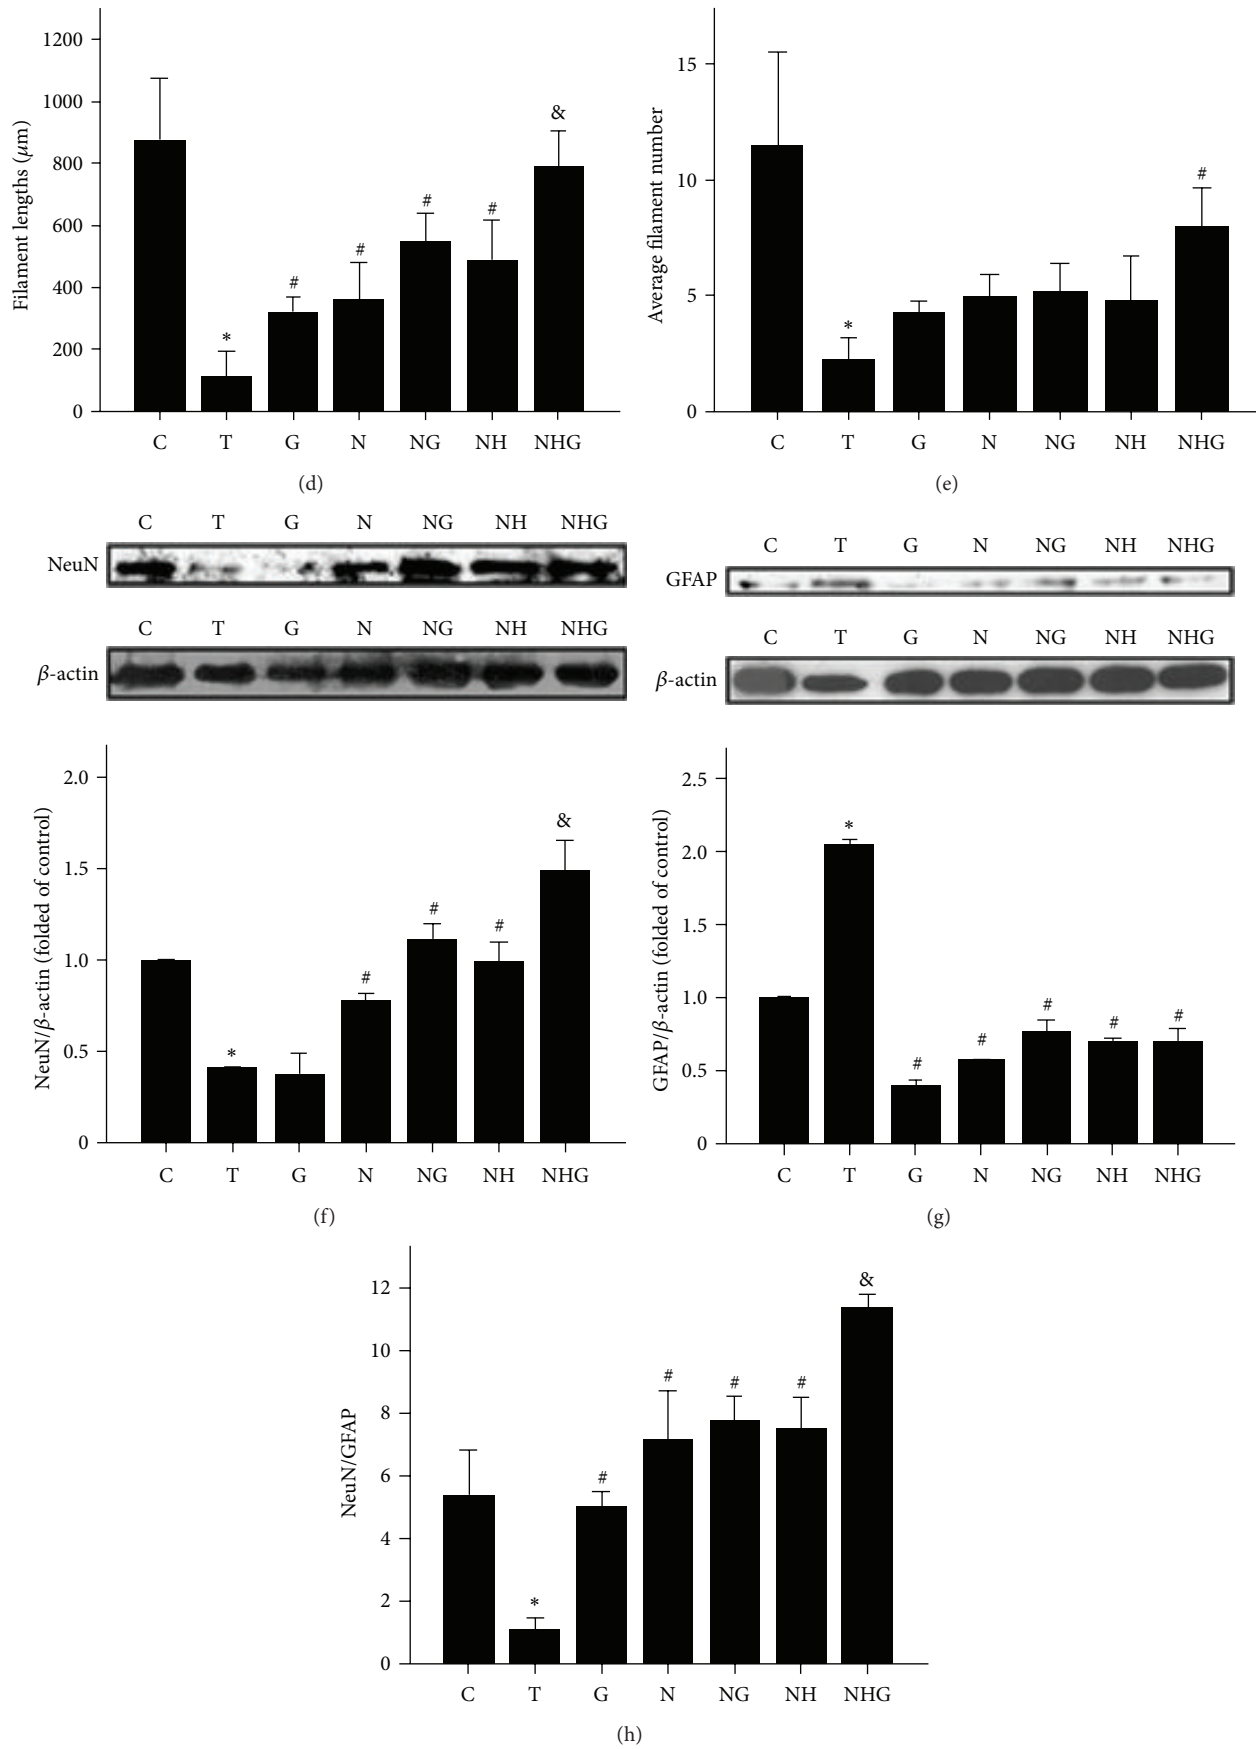 1200
1000
800
600
400
200
0
Filament lengths (μm)
*
#
#
#
#
&
C T G N NG NH NHG
(d)
15
10
5
0
Average filament number
*
#
C T G N NG NH NHG
(e)
C T G N NG NH NHG
NeuN
C T G N NG NH NHG
β-actin
C T G N NG NH NHG
GFAP
C T G N NG NH NHG
β-actin
2.0
1.5
1.0
0.5
0
NeuN/β-actin (folded of control)
*
#
#
#
&
C T G N NG NH NHG
(f)
2.5
2.0
1.5
1.0
0.5
0
GFAP/β-actin (folded of control)
*
#
#
#
#
#
C T G N NG NH NHG
(g)
12
10
8
6
4
2
0
NeuN/GFAP
*
#
#
#
#
&
C T G N NG NH NHG
(h)